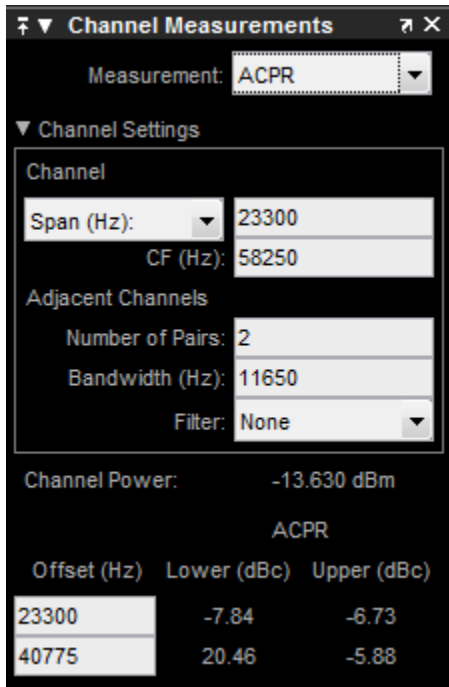 Channel Measurements
Measurement: ACPR
Channel Settings
Channel
Span (Hz): 23300
CF (Hz): 58250
Adjacent Channels
Number of Pairs: 2
Bandwidth (Hz): 11650
Filter: None
Channel Power: -13.630 dBm
ACPR
Offset (Hz) Lower (dBc) Upper (dBc)
23300 -7.84 -6.73
40775 20.46 -5.88